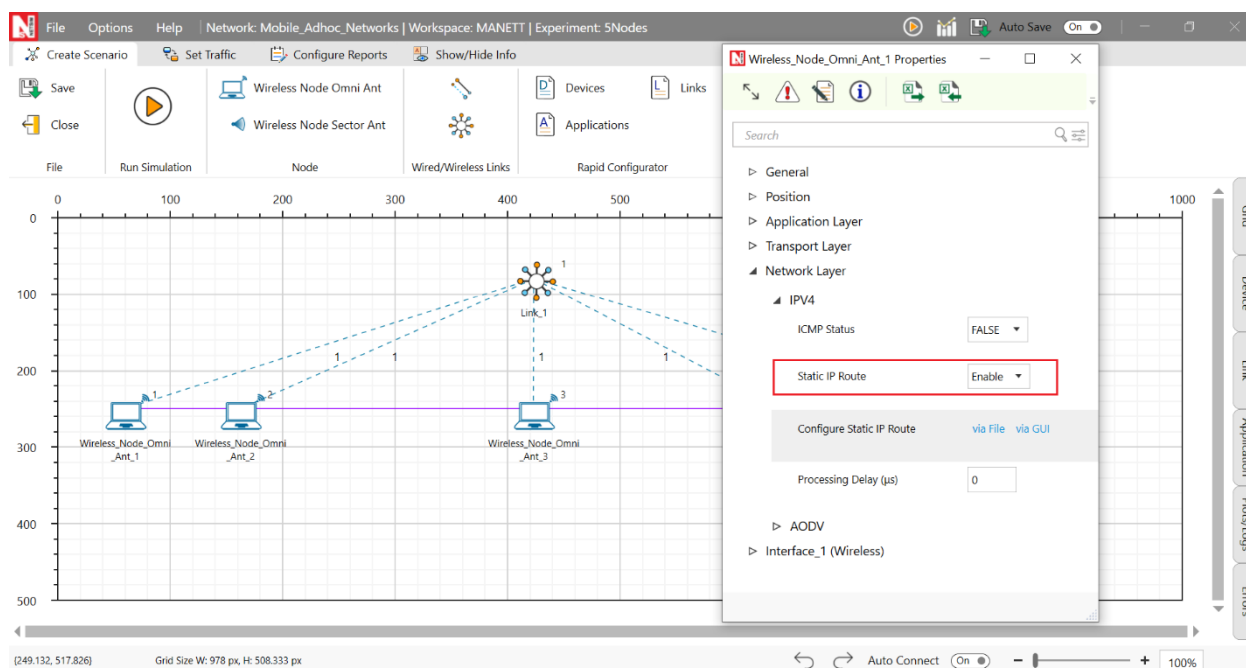 File Options Help Network: Mobile_Adhoc_Networks | Workspace: MANETT | Experiment: 5Nodes Auto Save On
Create Scenario Set Traffic Configure Reports Show/Hide Info
Save
Close
File
Run Simulation
Wireless Node Omni Ant
Wireless Node Sector Ant
Node
Wired/Wireless Links
Devices Links
Applications
Rapid Configurator
0 100 200 300 400 500 1000
0
100
200
300
400
500
1
Link_1
1 1 1 1
1 2 3
Wireless_Node_Omni
_Ant_1
Wireless_Node_Omni
_Ant_2
Wireless_Node_Omni
_Ant_3
Wireless_Node_Omni_Ant_1 Properties
Search
General
Position
Application Layer
Transport Layer
Network Layer
IPV4
ICMP Status FALSE
Static IP Route Enable
Configure Static IP Route via File via GUI
Processing Delay (µs) 0
AODV
Interface_1 (Wireless)
Grid
Device
Link
Application
Plots/Logs
Errors
(249.132, 517.826) Grid Size W: 978 px, H: 508.333 px Auto Connect On 100%